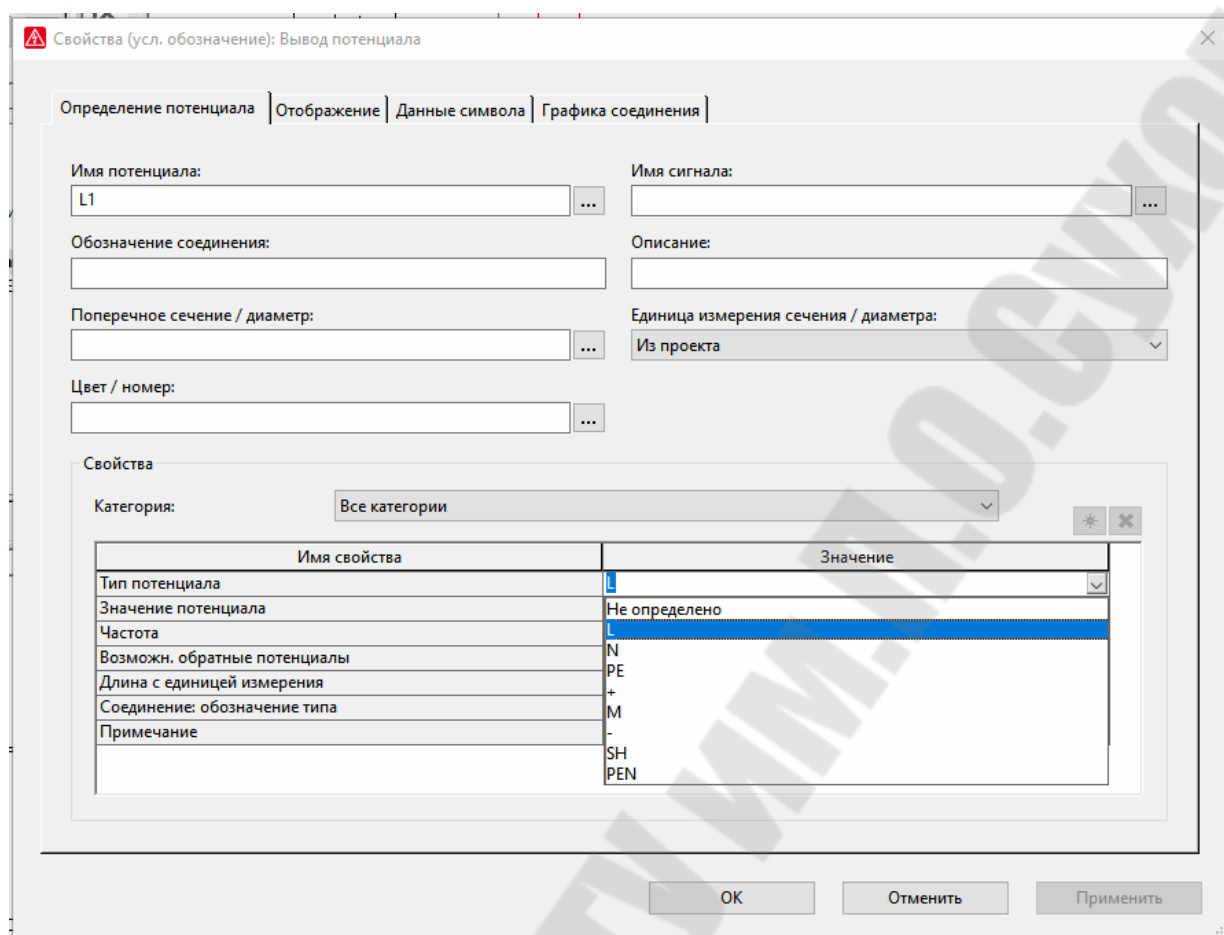 Свойства (усл. обозначение): Вывод потенциала
Определение потенциала Отображение Данные символа Графика соединения
Имя потенциала: Имя сигнала:
L1 ... ...
Обозначение соединения: Описание:
Поперечное сечение / диаметр: Единица измерения сечения / диаметра:
... Из проекта
Цвет / номер:
...
Свойства
Категория: Все категории
Имя свойства Значение
Тип потенциала L
Значение потенциала Не определено
Частота L
Возможн. обратные потенциалы N
PE
Длина с единицей измерения +
Соединение: обозначение типа M
Примечание -
SH
PEN
OK Отменить Применить
ТУ ИМ.П.О.СУХО